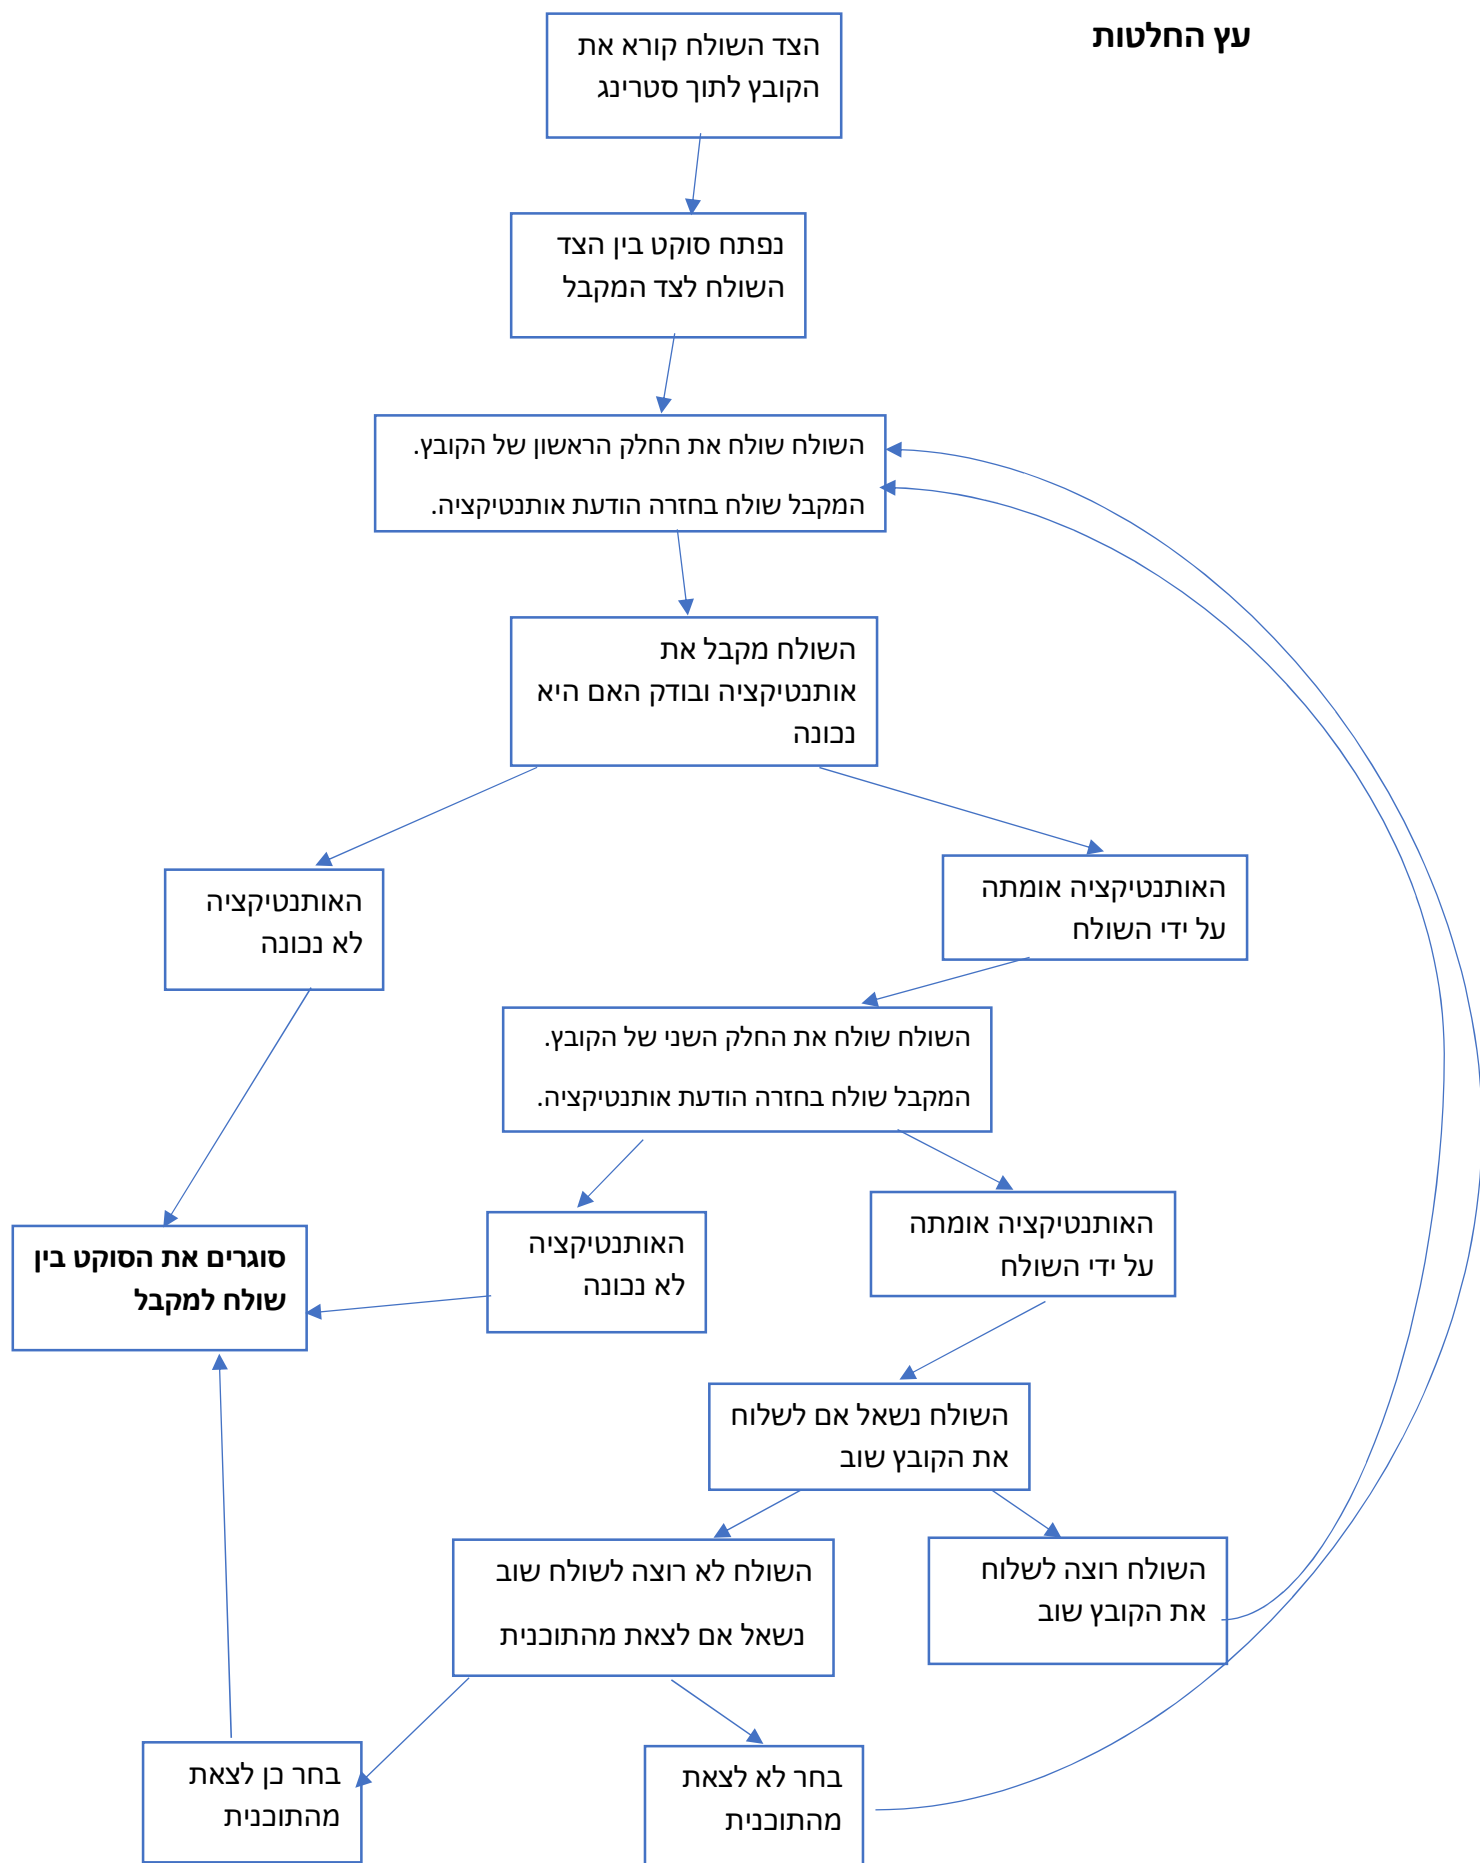 עץ החלטות
הצד השולח קורא את
הקובץ לתוך סטרינג
נפתח סוקט בין הצד
השולח לצד המקבל
השולח שולח את החלק הראשון של הקובץ.
המקבל שולח בחזרה הודעת אותנטיקציה.
השולח מקבל את
אותנטיקציה ובודק האם היא
נכונה
האותנטיקציה אומתה
על ידי השולח
האותנטיקציה
לא נכונה
השולח שולח את החלק השני של הקובץ.
המקבל שולח בחזרה הודעת אותנטיקציה.
האותנטיקציה אומתה
על ידי השולח
האותנטיקציה
לא נכונה
סוגרים את הסוקט בין
שולח למקבל
השולח נשאל אם לשלוח
את הקובץ שוב
השולח רוצה לשלוח
את הקובץ שוב
השולח לא רוצה לשולח שוב
נשאל אם לצאת מהתוכנית
בחר לא לצאת
מהתוכנית
בחר כן לצאת
מהתוכנית